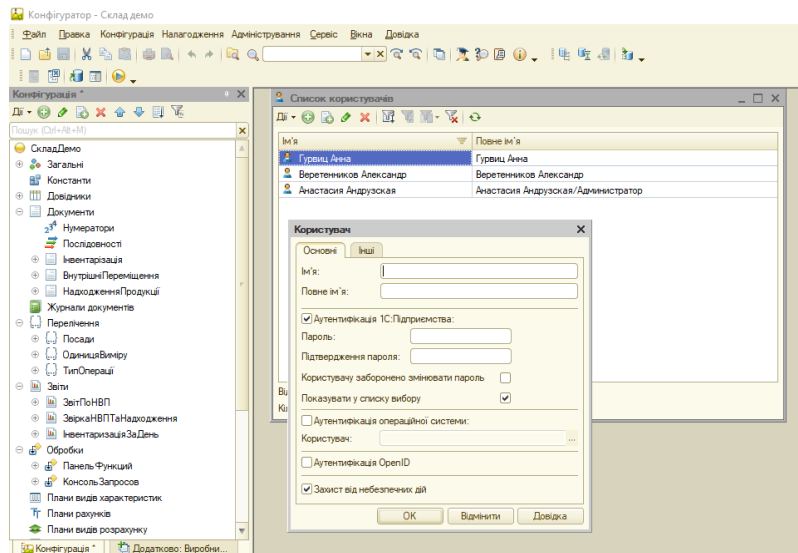 Конфігуратор - Склад демо
Файл Правка Конфігурація Налагодження Адміністрування Сервіс Вікна Довідка
Конфігурація *
Дії
Пошук (Ctrl+Alt+M)
СкладДемо
Загальні
Константи
Довідники
Документи
Нумератори
Послідовності
Інвентарізація
ВнутрішніПереміщення
НадходженняПродукції
Журнали документів
Перелічення
Посади
ОдиницяВиміру
ТипОперації
Звіти
ЗвітПоНВП
ЗвіркаНВПТаНадходження
ІнвентаризаціяЗаДень
Обробки
ПанельФункций
КонсольЗапросов
Плани видів характеристик
Плани рахунків
Плани видів розрахунку
Конфігурація *
Додатково: Виробни...
Список користувачів
Дії
Ім'я Повне ім'я
Гурвиц Анна Гурвиц Анна
Веретенников Александр Веретенников Александр
Анастасия Андрузская Анастасия Андрузская/Администратор
Користувач
Основні Інші
Ім'я:
Повне ім`я:
Аутентифікація 1С:Підприємства:
Пароль:
Підтвердження пароля:
Користувачу заборонено змінювати пароль
Показувати у списку вибору
Аутентифікація операційної системи:
Користувач: ...
Аутентифікація OpenID
Захист від небезпечних дій
ОК Відмінити Довідка